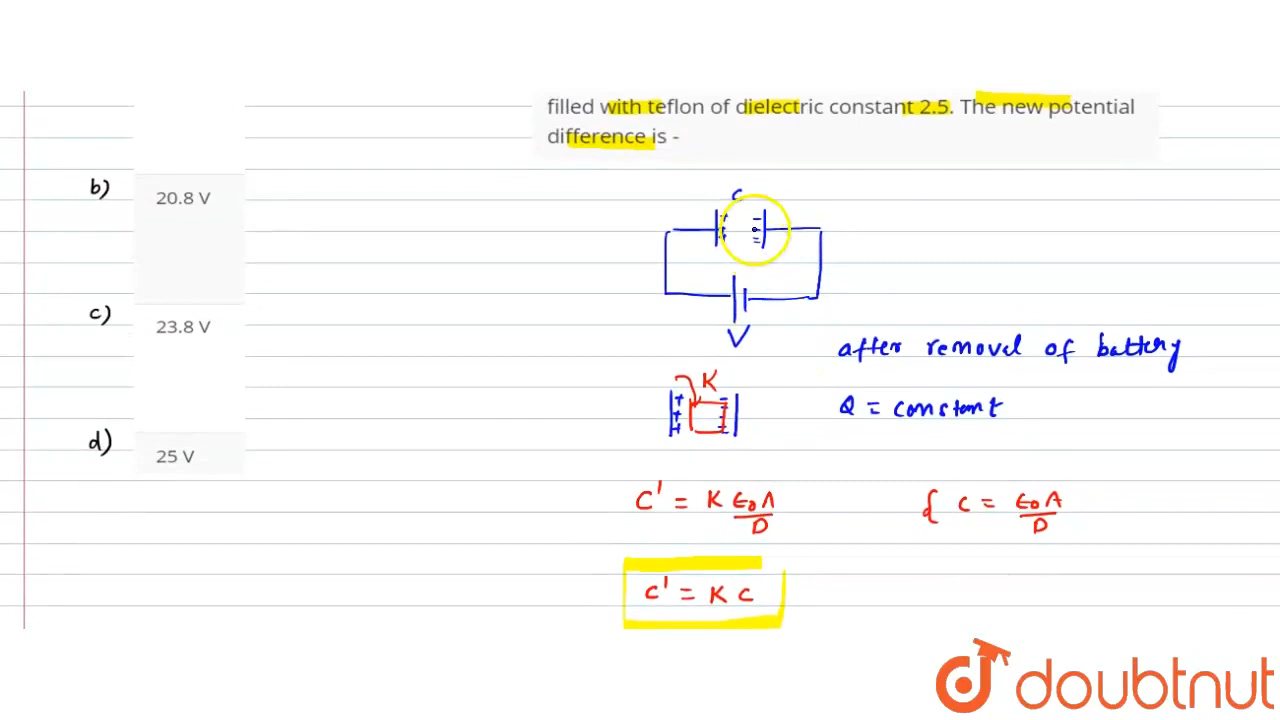 filled with teflon of dielectric constant 2.5. The new potential
difference is -
b)
20.8 V
c)
23.8 V
d)
25 V
C
+ -
V
after removal of battery
K
+ -
+ -
+ -
Q = constant
C' = K ε₀A/D
{ C = ε₀A/D
C' = K C
doubtnut